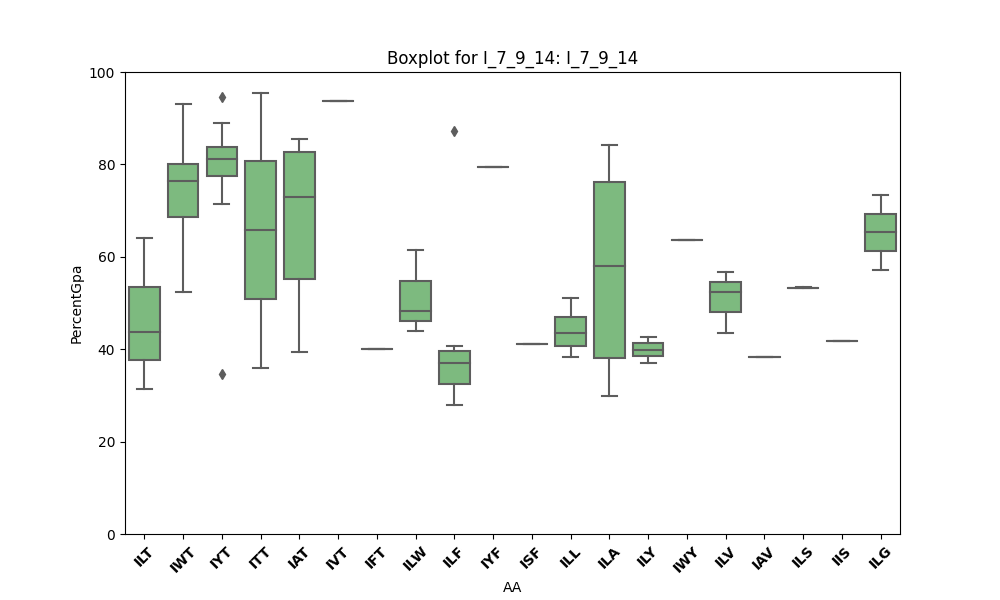 Boxplot for I_7_9_14: I_7_9_14
PercentGpa
100
80
60
40
20
0
ILT IWT IYT ITT IAT IVT IFT ILW ILF IYF ISF ILL ILA ILY IWY ILV IAV ILS IIS ILG
AA